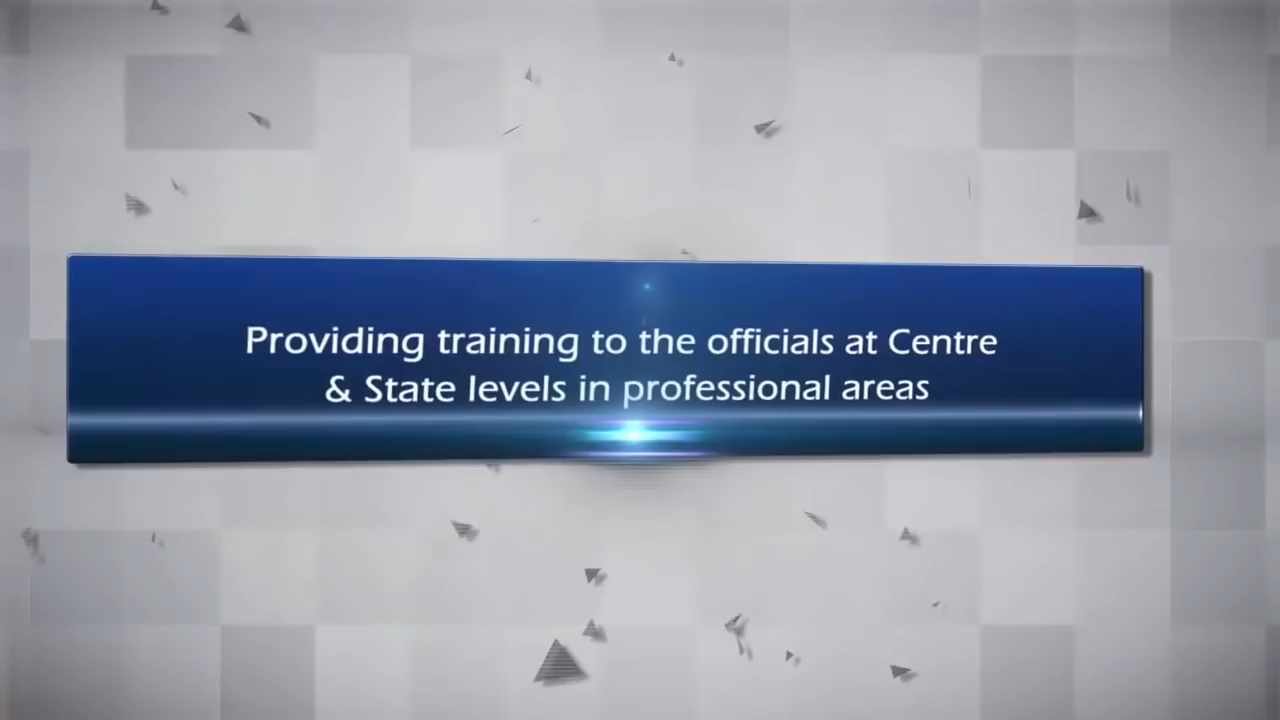 Providing training to the officials at Centre
& State levels in professional areas